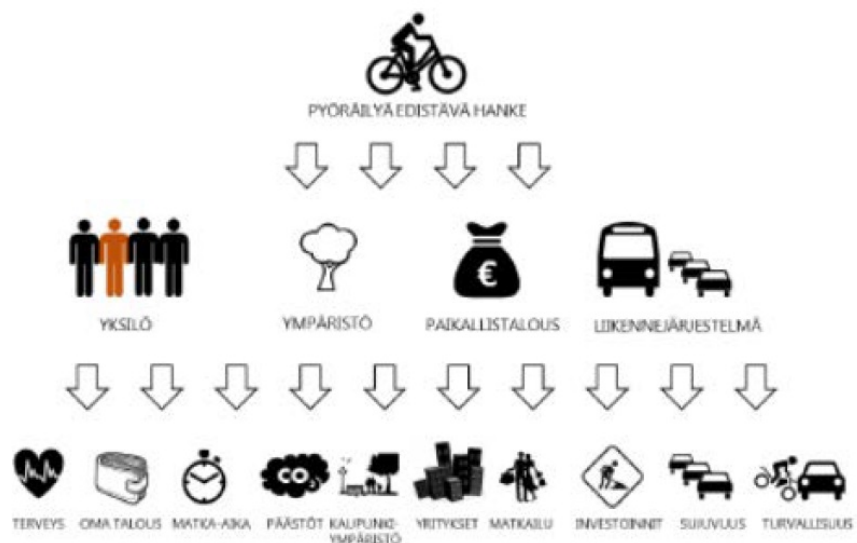 PYÖRÄILYÄ EDISTÄVÄ HANKE
YKSILÖ YMPÄRISTÖ PAIKALLISTALOUS LIIKENNEJÄRJESTELMÄ
€
CO₂
TERVEYS OMA TALOUS MATKA-AIKA PÄÄSTÖT KAUPUNKI- YRITYKSET MATKAILU INVESTOINNIT SUJUVUUS TURVALLISUUS
YMPÄRISTÖ